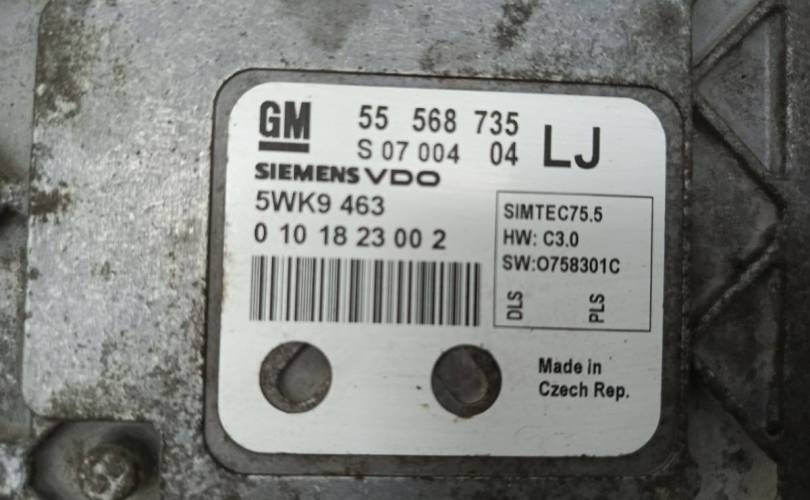 GM 55 568 735 LJ
S 07 004 04
SIEMENS VDO
5WK9 463
0 10 18 23 00 2
SIMTEC75.5
HW: C3.0
SW:O758301C
DLS PLS
Made in
Czech Rep.